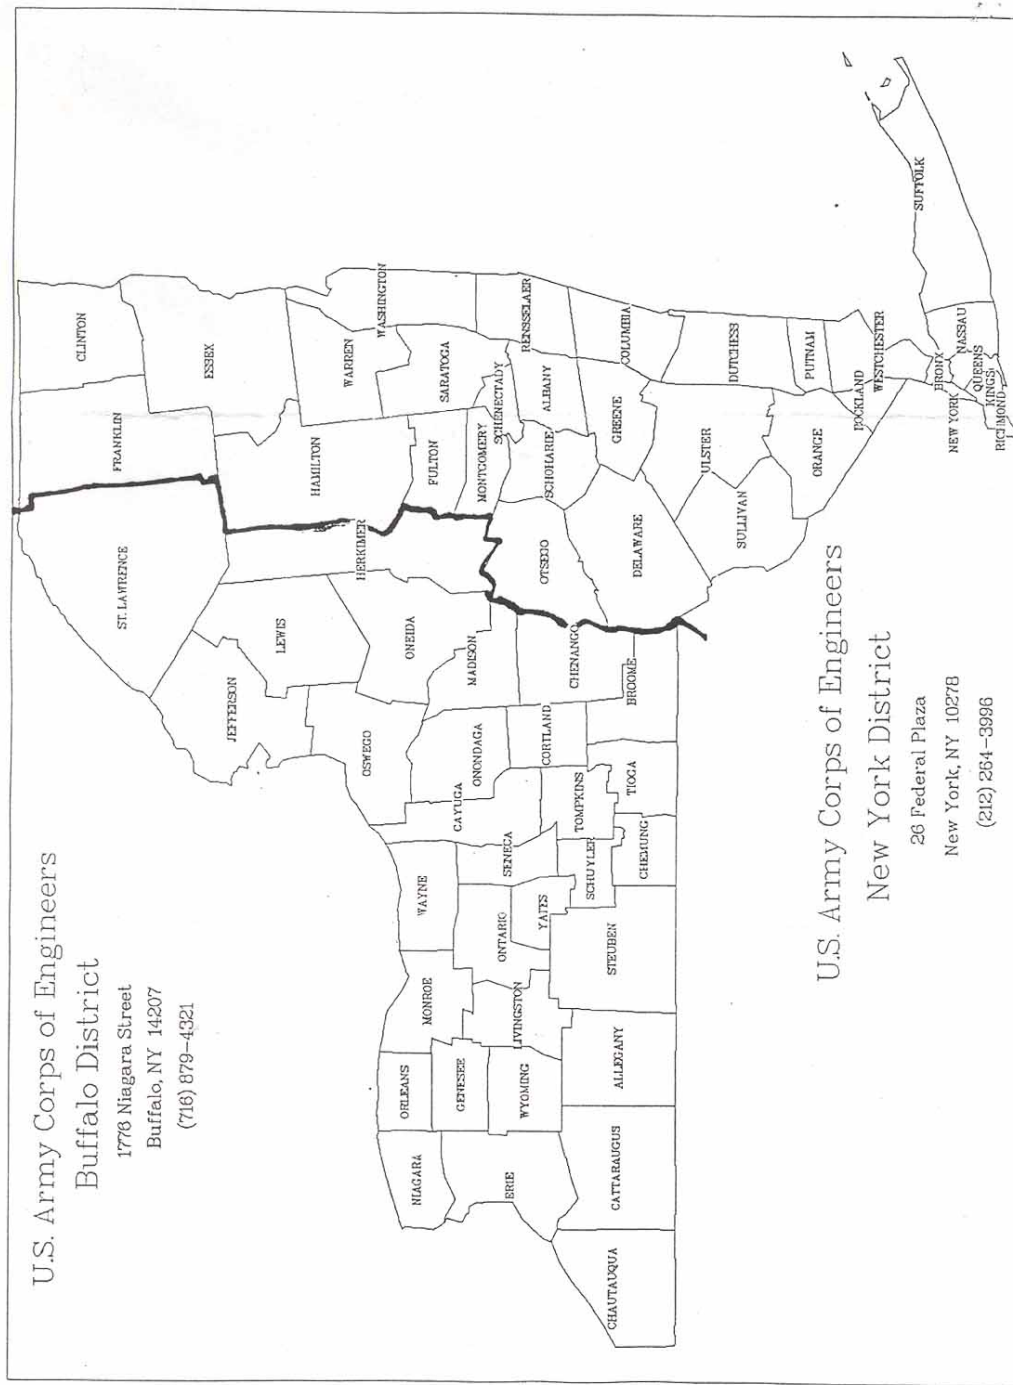 U.S. Army Corps of Engineers
Buffalo District
1776 Niagara Street
Buffalo, NY 14207
(716) 879-4321
CLINTON
FRANKLIN
ST. LAWRENCE
ESSEX
JEFFERSON
LEWIS
HAMILTON
WARREN
HERKIMER
OSWEGO
WASHINGTON
NIAGARA
ORLEANS
MONROE
WAYNE
ONEIDA
FULTON
SARATOGA
GENESEE
CAYUGA
ONONDAGA
MADISON
MONTGOMERY
SCHENECTADY
ERIE
WYOMING
LIVINGSTON
ONTARIO
SENECA
YATES
CORTLAND
OTSEGO
SCHOHARIE
ALBANY
RENSSELAER
CHENANGO
TOMPKINS
SCHUYLER
CHAUTAUQUA
CATTARAUGUS
ALLEGANY
STEUBEN
CHEMUNG
TIOGA
BROOME
DELAWARE
GREENE
COLUMBIA
ULSTER
DUTCHESS
SULLIVAN
ORANGE
PUTNAM
ROCKLAND
WESTCHESTER
SUFFOLK
BRONX
NEW YORK
NASSAU
QUEENS
KINGS
RICHMOND
U.S. Army Corps of Engineers
New York District
26 Federal Plaza
New York, NY 10278
(212) 264-3996